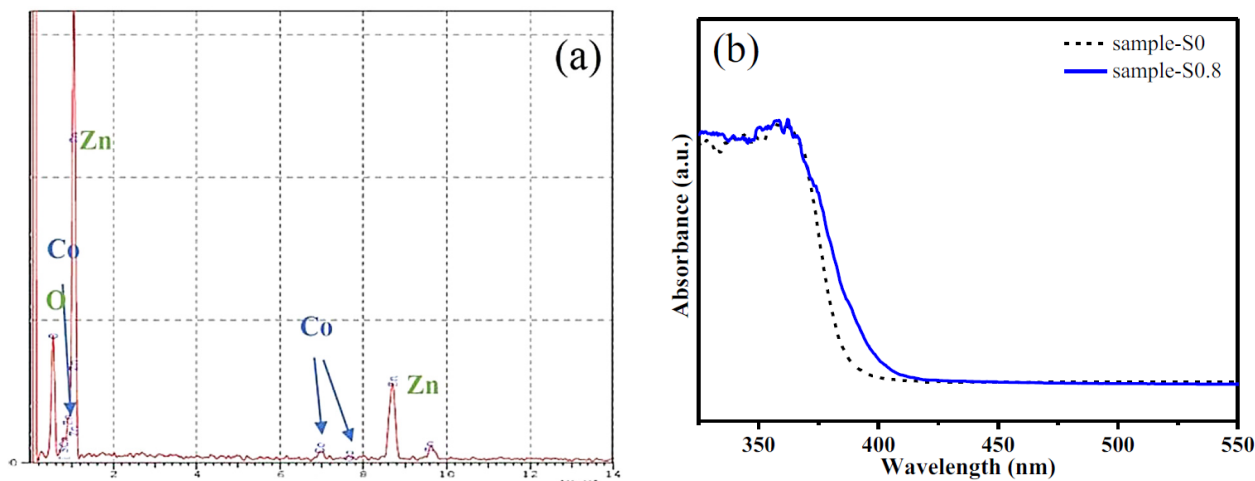 (a)
Zn
Co
O
Co
Zn
0
2
4
6
8
10
12
14
(b)
sample-S0
sample-S0.8
Absorbance (a.u.)
350
400
450
500
550
Wavelength (nm)